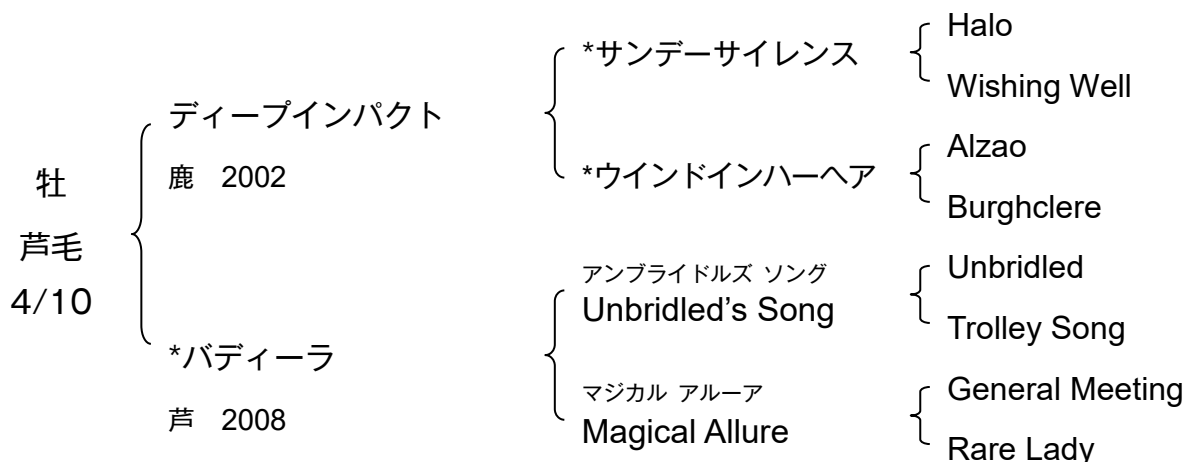 牡
芦毛
4/10
ディープインパクト
鹿 2002
*サンデーサイレンス
Halo
Wishing Well
*ウインドインハーヘア
Alzao
Burghclere
*バディーラ
芦 2008
アンブライドルズ ソング
Unbridled's Song
Unbridled
Trolley Song
マジカル アルーア
Magical Allure
General Meeting
Rare Lady